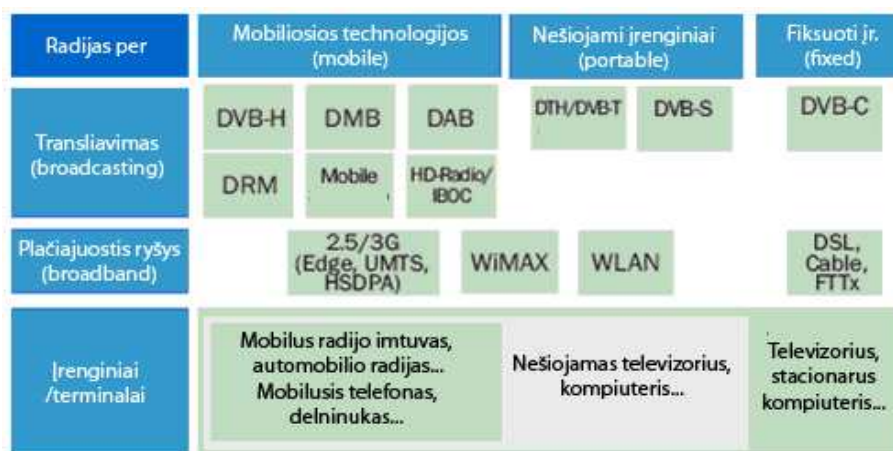 Radijas per
Mobiliosios technologijos
(mobile)
Nešiojami įrenginiai
(portable)
Fiksuoti įr.
(fixed)
Transliavimas
(broadcasting)
DVB-H
DMB
DAB
DTH/DVB-T
DVB-S
DVB-C
DRM
Mobile
HD-Radio/
IBOC
Plačiajuostis ryšys
(broadband)
2.5/3G
(Edge, UMTS,
HSDPA)
WiMAX
WLAN
DSL,
Cable,
FTTx
Įrenginiai
/terminalai
Mobilus radijo imtuvas,
automobilio radijas...
Mobilusis telefonas,
delninukas...
Nešiojamas televizorius,
kompiuteris...
Televizorius,
stacionarus
kompiuteris...